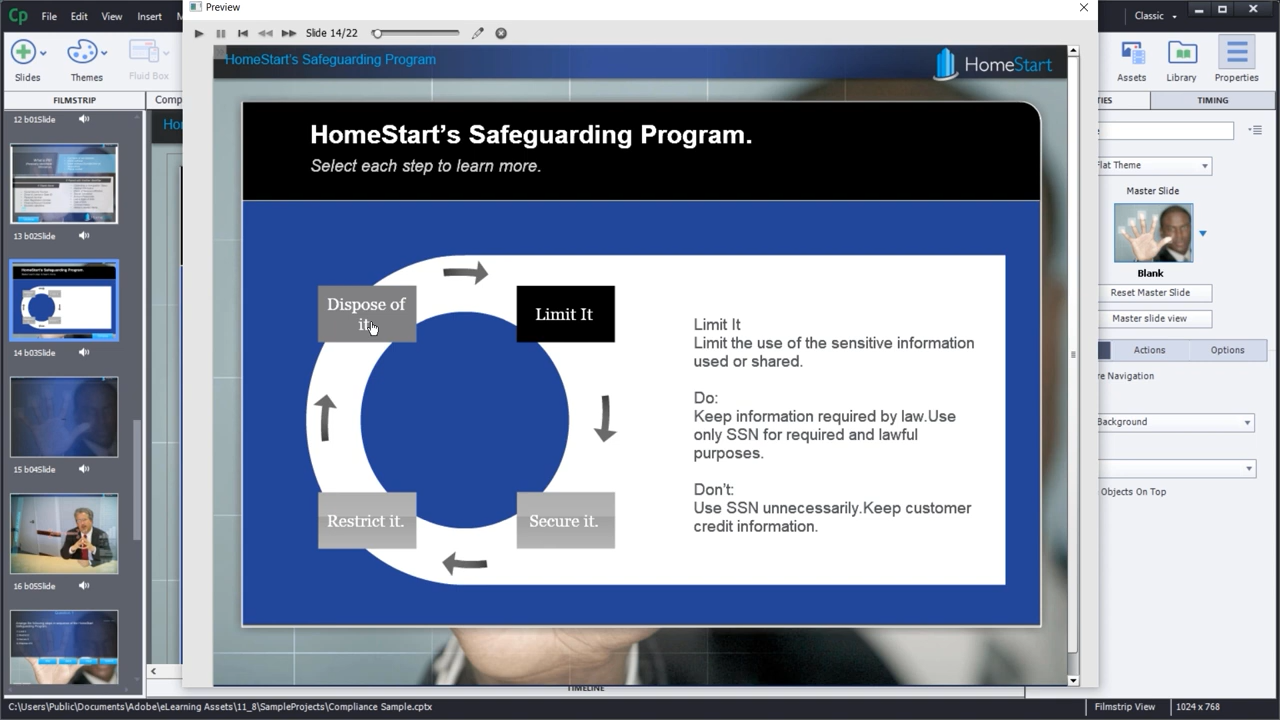 Preview
Cp File Edit View Insert M
Classic
Slide 14/22
Slides Themes Fluid Box
Assets Library Properties
HomeStart's Safeguarding Program
HomeStart
FILMSTRIP
Comp
TIES TIMING
12 b01Slide
Hor
HomeStart's Safeguarding Program.
Select each step to learn more.
Flat Theme
Master Slide
Blank
Reset Master Slide
Master slide view
13 b02Slide
Dispose of
it.
Limit It
Limit It
Limit the use of the sensitive information
used or shared.
Do:
Keep information required by law.Use
only SSN for required and lawful
purposes.
Don't:
Use SSN unnecessarily.Keep customer
credit information.
Restrict it.
Secure it.
14 b03Slide
Actions Options
re Navigation
Background
Objects On Top
15 b04Slide
16 b05Slide
TIMELINE
C:\Users\Public\Documents\Adobe\eLearning Assets\11_8\SampleProjects\Compliance Sample.cptx
Filmstrip View 1024 x 768